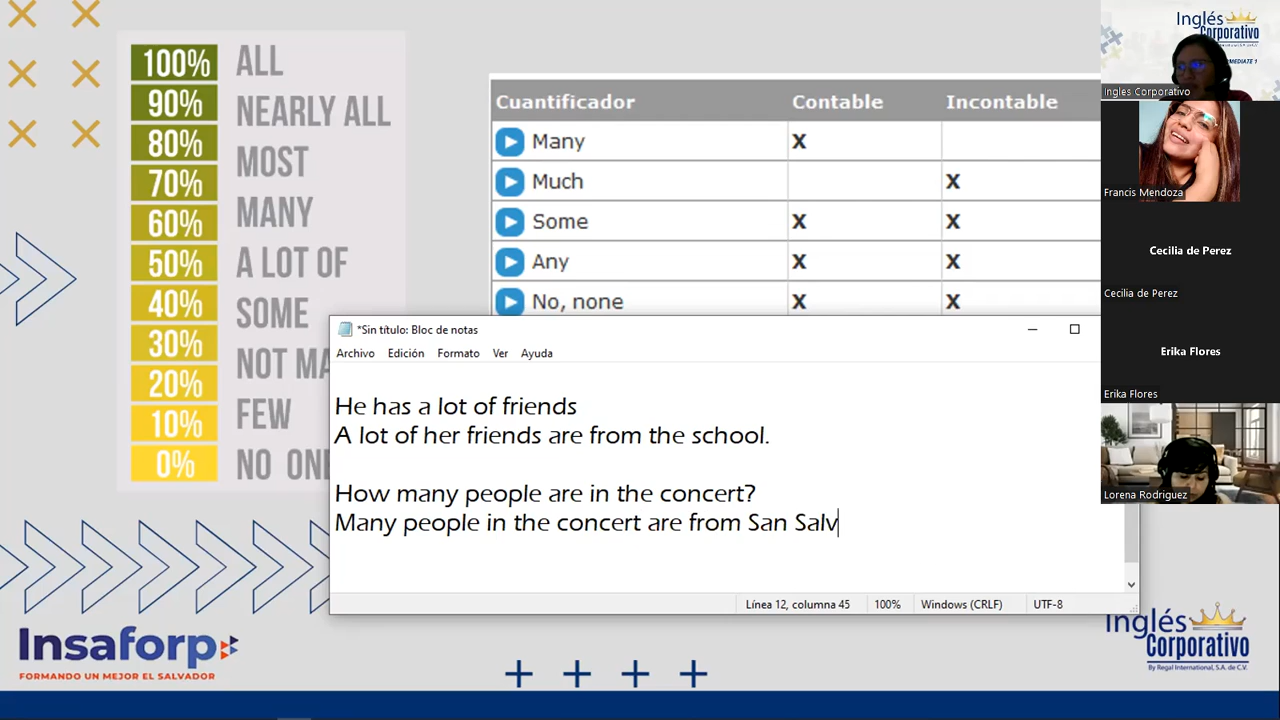 100% ALL
90% NEARLY ALL
80% MOST
70% MANY
60% A LOT OF
50% SOME
40% NOT MA
30% FEW
20% NO ONE
10%
0%
Cuantificador Contable Incontable
Many X
Much X
Some X X
Any X X
No, none X X
*Sin título: Bloc de notas
Archivo Edición Formato Ver Ayuda
He has a lot of friends
A lot of her friends are from the school.
How many people are in the concert?
Many people in the concert are from San Salv
Línea 12, columna 45 100% Windows (CRLF) UTF-8
Insaforp
FORMANDO UN MEJOR EL SALVADOR
Inglés
Corporativo
By Regal International, S.A. de C.V.
Inglés
Corporativo
Ingles Corporativo
Francis Mendoza
Cecilia de Perez
Cecilia de Perez
Erika Flores
Erika Flores
Lorena Rodriguez